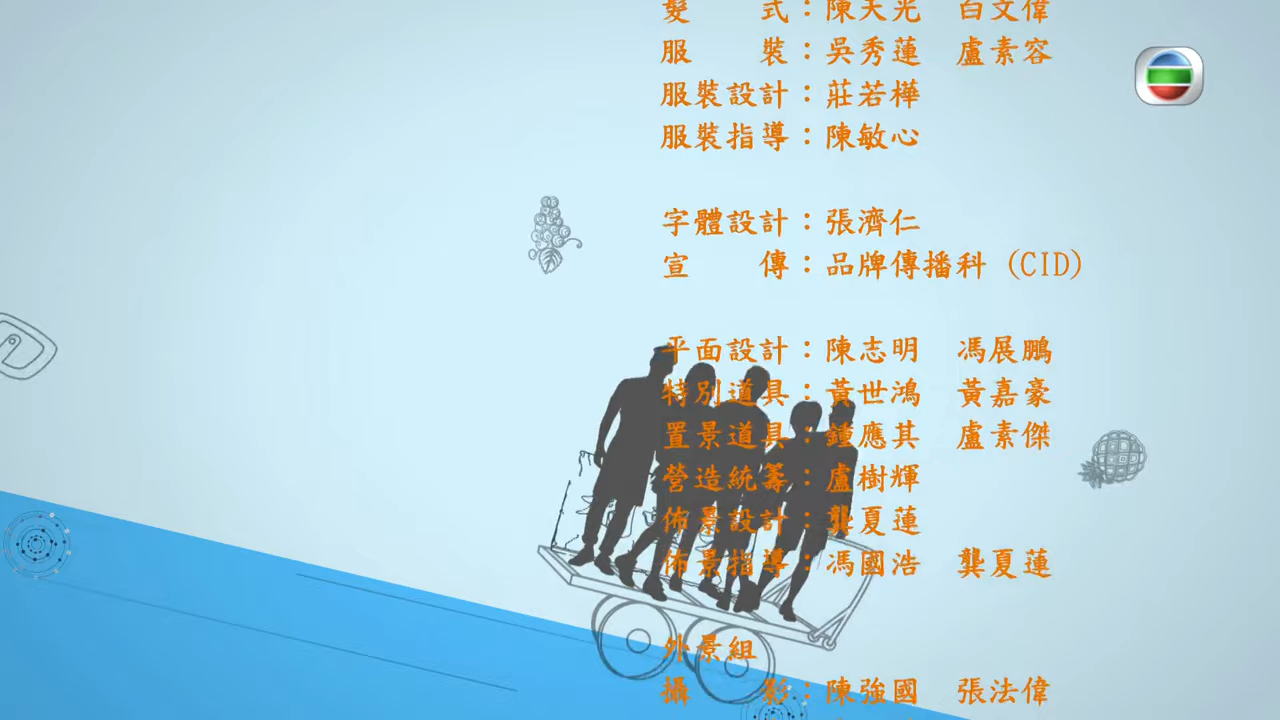 髮　　式：陳天光　白文偉
服　　裝：吳秀蓮　盧素容
服裝設計：莊若樺
服裝指導：陳敏心
字體設計：張濟仁
宣　　傳：品牌傳播科 (CID)
平面設計：陳志明　馮展鵬
特別道具：黃世鴻　黃嘉豪
置景道具：鍾應其　盧素傑
營造統籌：盧樹輝
佈景設計：龔夏蓮
佈景指導：馮國浩　龔夏蓮
外景組
攝　　影：陳強國　張法偉